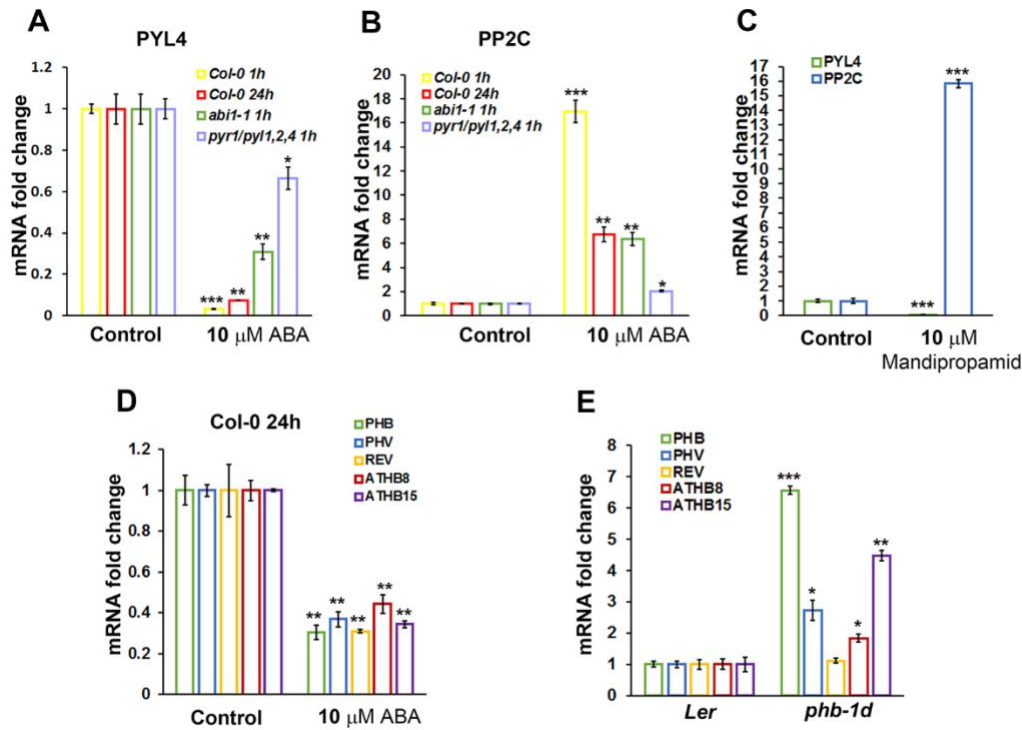 A
PYL4
mRNA fold change
1.2
1
0.8
0.6
0.4
0.2
0
Col-0 1h
Col-0 24h
abi1-1 1h
pyr1/pyl1,2,4 1h
***
**
**
*
Control
10 μM ABA
B
PP2C
mRNA fold change
20
18
16
14
12
10
8
6
4
2
0
Col-0 1h
Col-0 24h
abi1-1 1h
pyr1/pyl1,2,4 1h
***
**
**
*
Control
10 μM ABA
C
mRNA fold change
17
16
15
14
13
12
11
10
9
8
7
6
5
4
3
2
1
0
PYL4
PP2C
***
***
Control
10 μM
Mandipropamid
D
Col-0 24h
mRNA fold change
1.2
1
0.8
0.6
0.4
0.2
0
PHB
PHV
REV
ATHB8
ATHB15
**
**
**
**
**
Control
10 μM ABA
E
mRNA fold change
8
7
6
5
4
3
2
1
0
PHB
PHV
REV
ATHB8
ATHB15
***
*
*
**
Ler
phb-1d